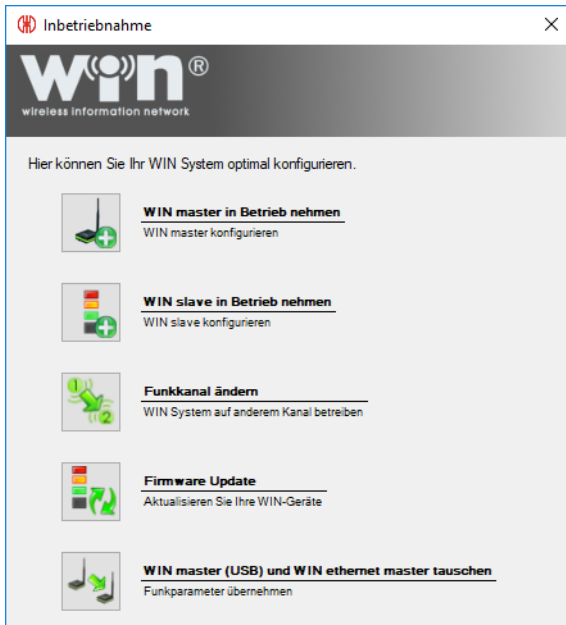 Inbetriebnahme
WIN®
wireless information network
Hier können Sie Ihr WIN System optimal konfigurieren.
WIN master in Betrieb nehmen
WIN master konfigurieren
WIN slave in Betrieb nehmen
WIN slave konfigurieren
1
2
Funkkanal ändern
WIN System auf anderem Kanal betreiben
Firmware Update
Aktualisieren Sie Ihre WIN-Geräte
WIN master (USB) und WIN ethernet master tauschen
Funkparameter übernehmen